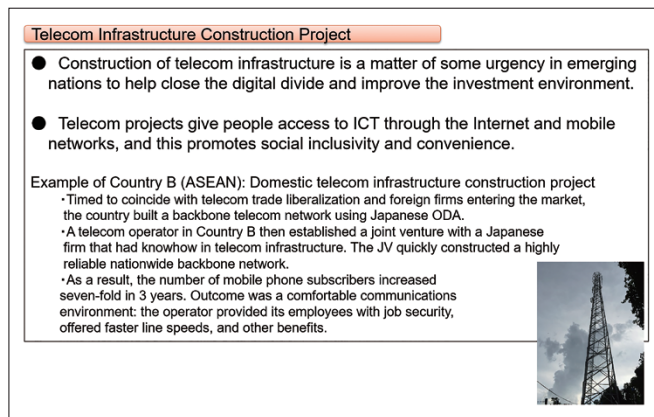 Telecom Infrastructure Construction Project
● Construction of telecom infrastructure is a matter of some urgency in emerging
nations to help close the digital divide and improve the investment environment.
● Telecom projects give people access to ICT through the Internet and mobile
networks, and this promotes social inclusivity and convenience.
Example of Country B (ASEAN): Domestic telecom infrastructure construction project
・Timed to coincide with telecom trade liberalization and foreign firms entering the market,
the country built a backbone telecom network using Japanese ODA.
・A telecom operator in Country B then established a joint venture with a Japanese
firm that had knowhow in telecom infrastructure. The JV quickly constructed a highly
reliable nationwide backbone network.
・As a result, the number of mobile phone subscribers increased
seven-fold in 3 years. Outcome was a comfortable communications
environment: the operator provided its employees with job security,
offered faster line speeds, and other benefits.